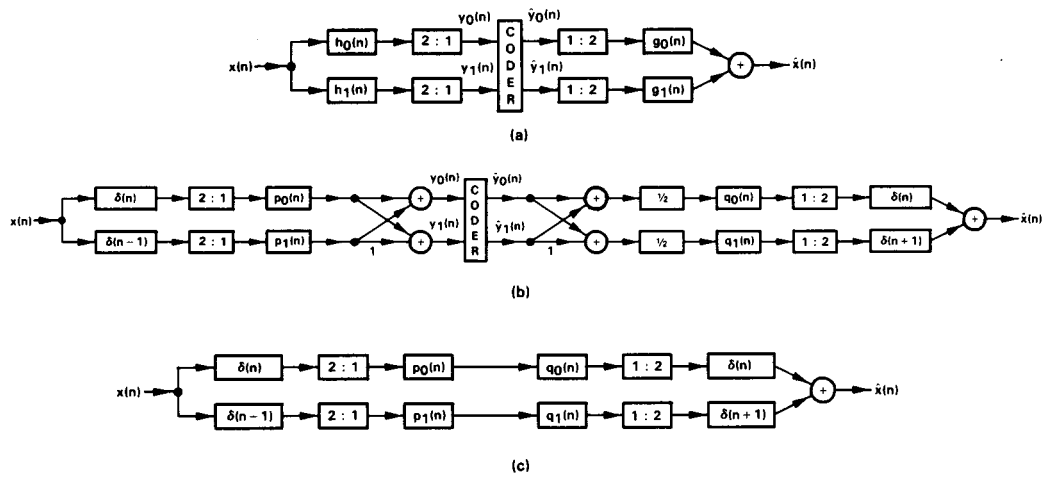 y₀(n) ŷ₀(n)
h₀(n) 2 : 1 CODER 1 : 2 g₀(n)
x(n) y₁(n) ŷ₁(n) + x̂(n)
h₁(n) 2 : 1 1 : 2 g₁(n)
(a)
y₀(n) ŷ₀(n)
δ(n) 2 : 1 p₀(n) + CODER + ½ q₀(n) 1 : 2 δ(n)
x(n) y₁(n) ŷ₁(n) + x̂(n)
δ(n − 1) 2 : 1 p₁(n) 1 + 1 + ½ q₁(n) 1 : 2 δ(n + 1)
(b)
δ(n) 2 : 1 p₀(n) q₀(n) 1 : 2 δ(n)
x(n) + x̂(n)
δ(n − 1) 2 : 1 p₁(n) q₁(n) 1 : 2 δ(n + 1)
(c)